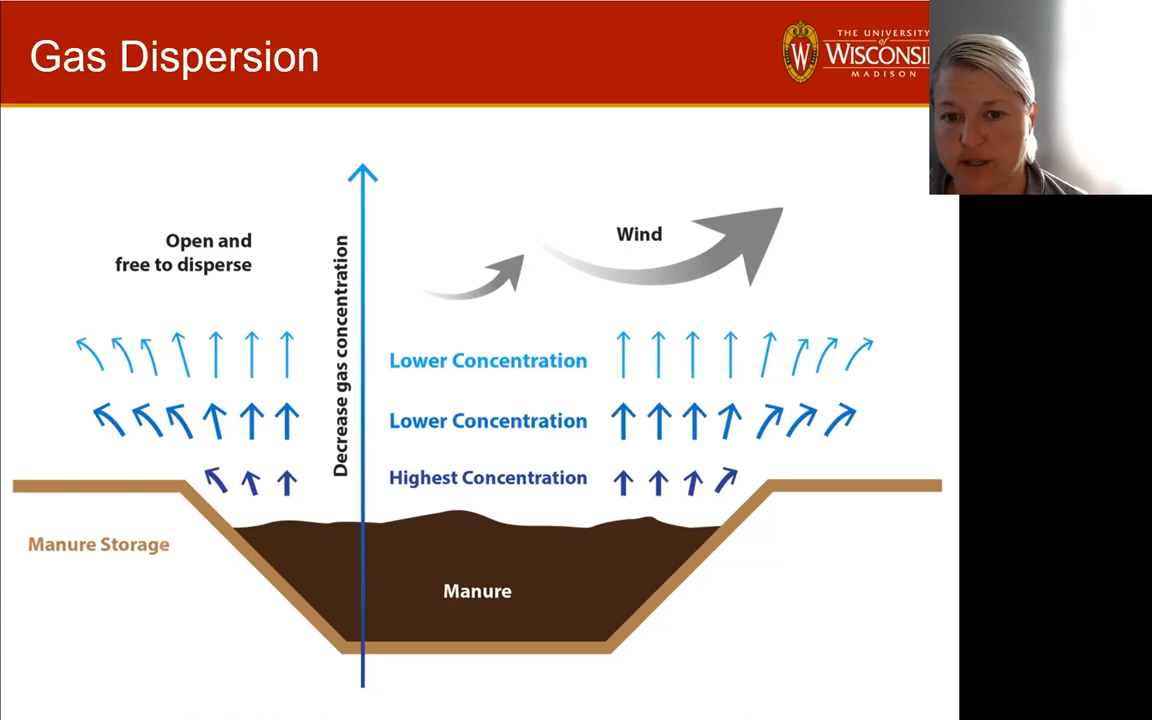 Gas Dispersion
THE UNIVERSITY
of
MADISON
Open and
free to disperse
Decrease gas concentration
Wind
Lower Concentration
Lower Concentration
Highest Concentration
Manure Storage
Manure